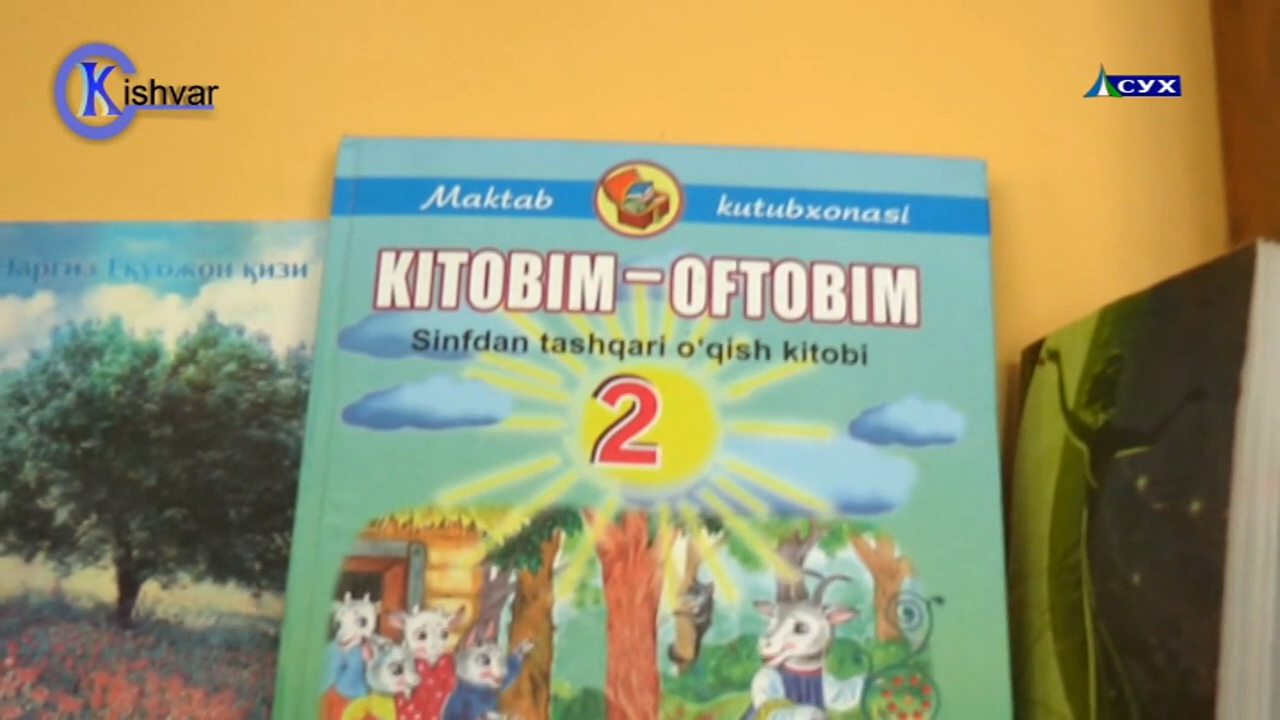 Kishvar
СУХ
Maktab kutubxonasi
KITOBIM – OFTOBIM
Sinfdan tashqari o'qish kitobi
2
Наргиз Ёқубжон қизи